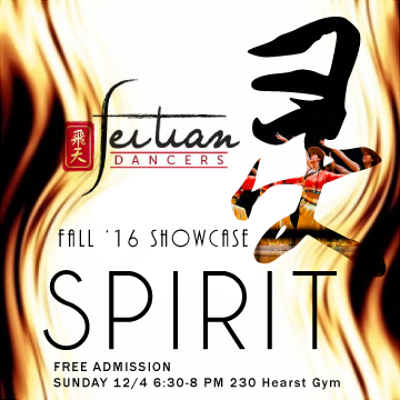 灵
飛天
feitian
DANCERS
FALL '16 SHOWCASE
SPIRIT
FREE ADMISSION
SUNDAY 12/4 6:30-8 PM 230 Hearst Gym